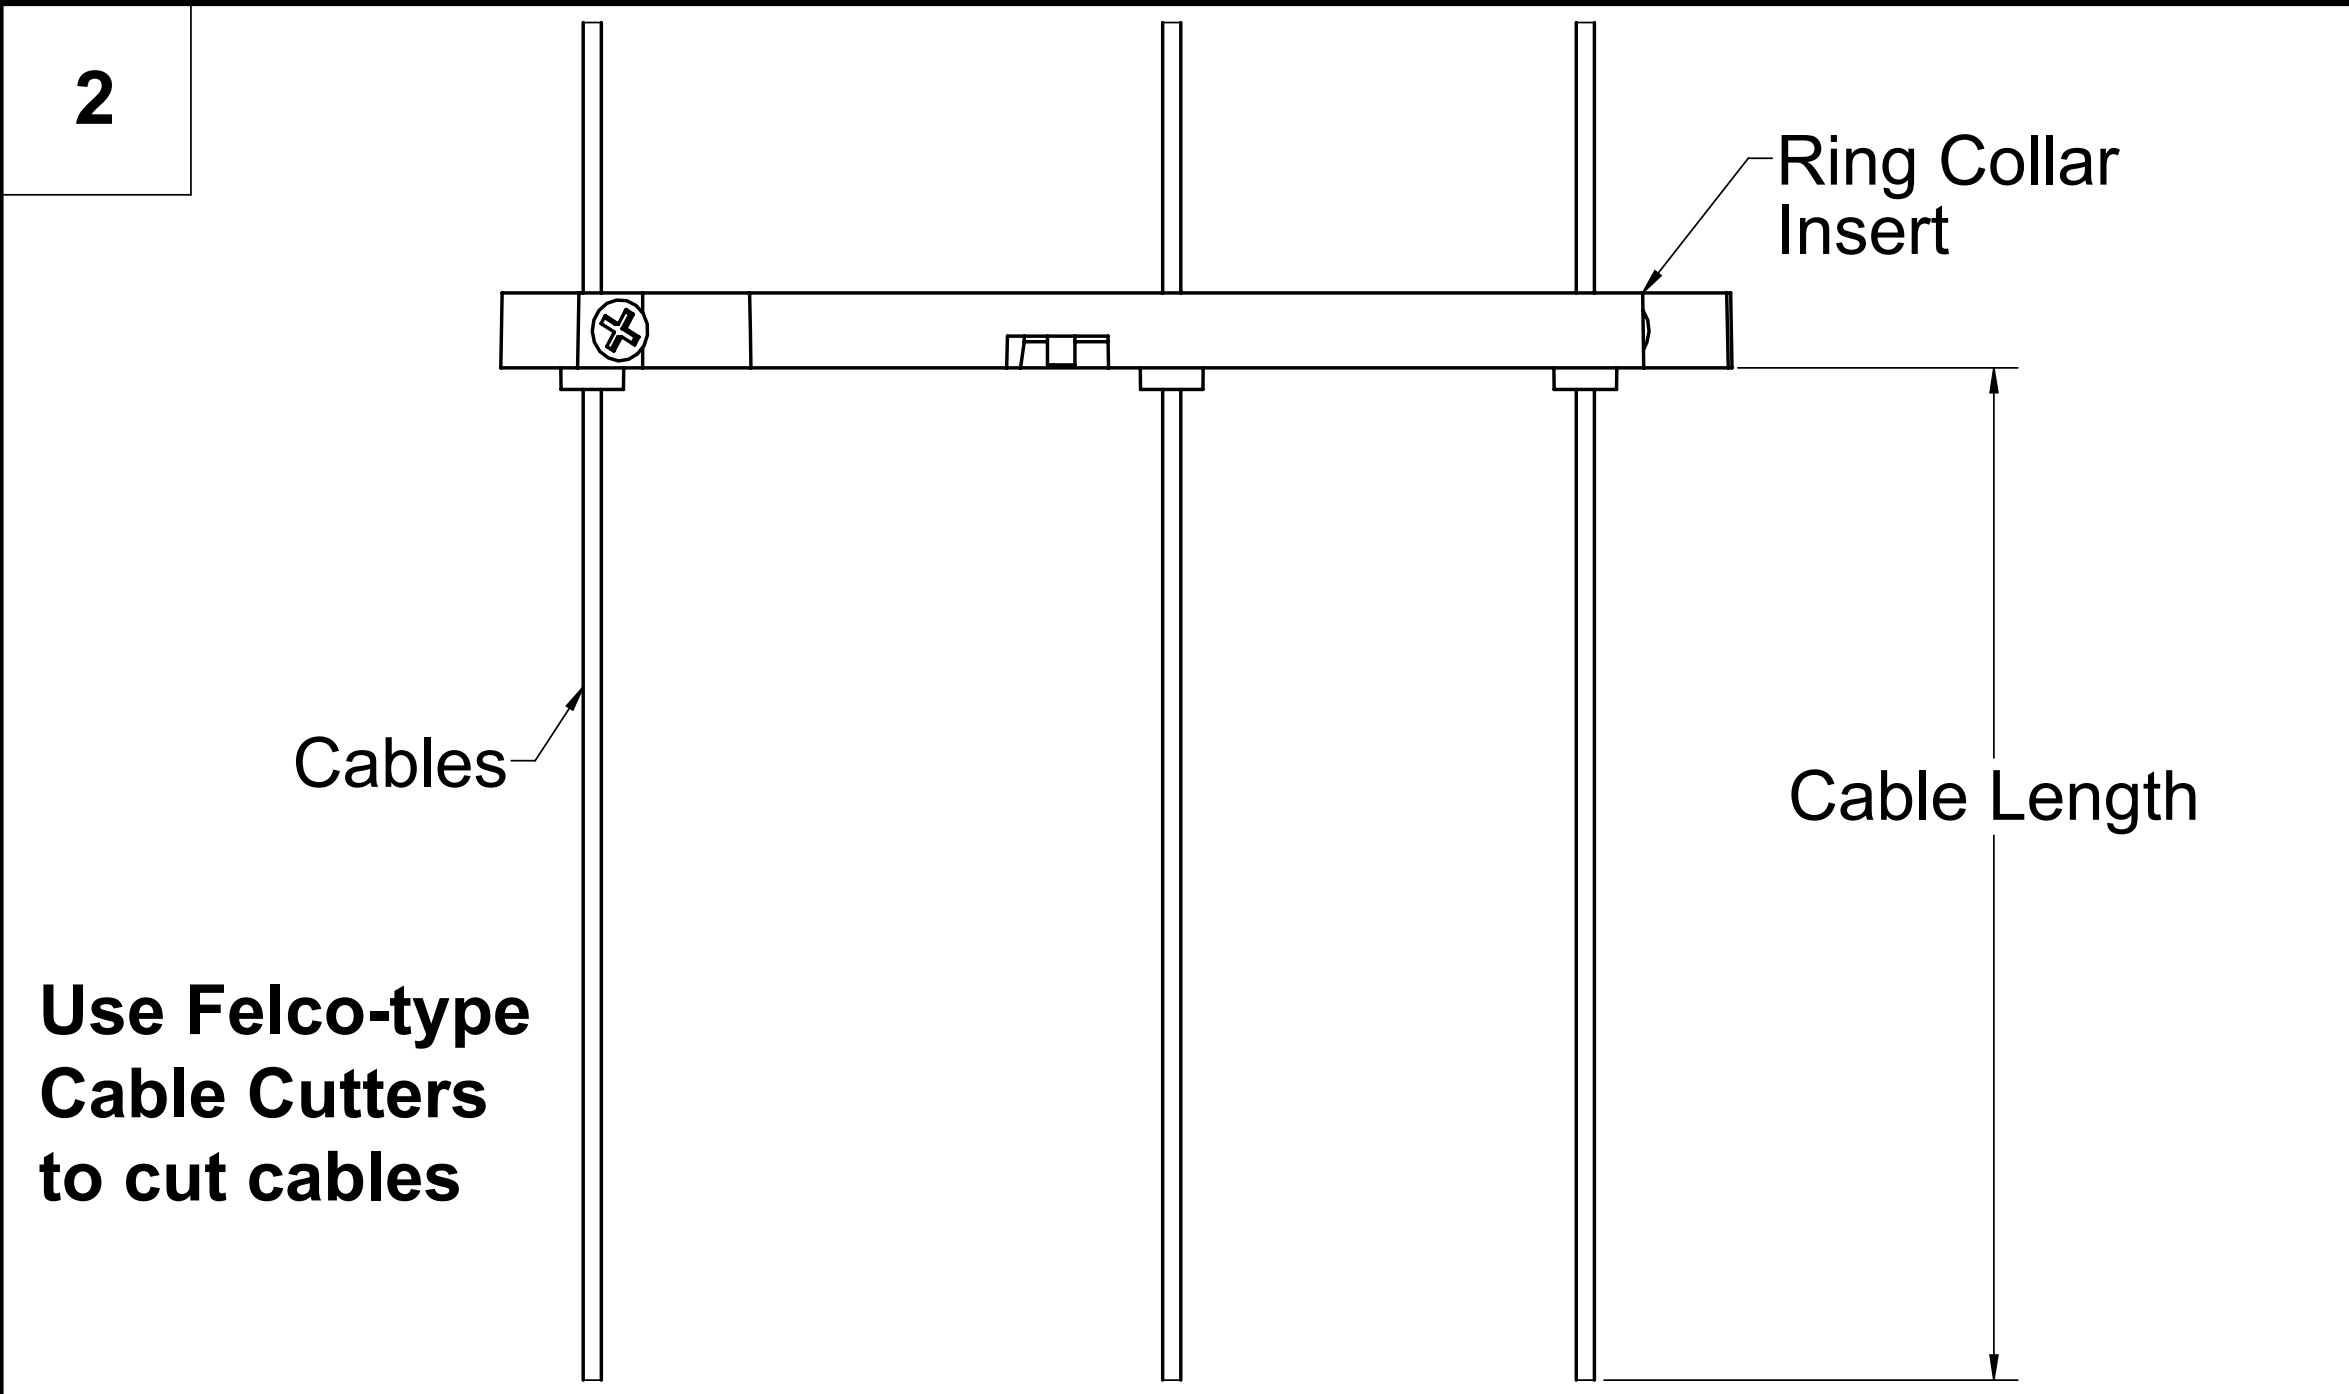 2
Ring Collar
Insert
Cables
Cable Length
Use Felco-type
Cable Cutters
to cut cables